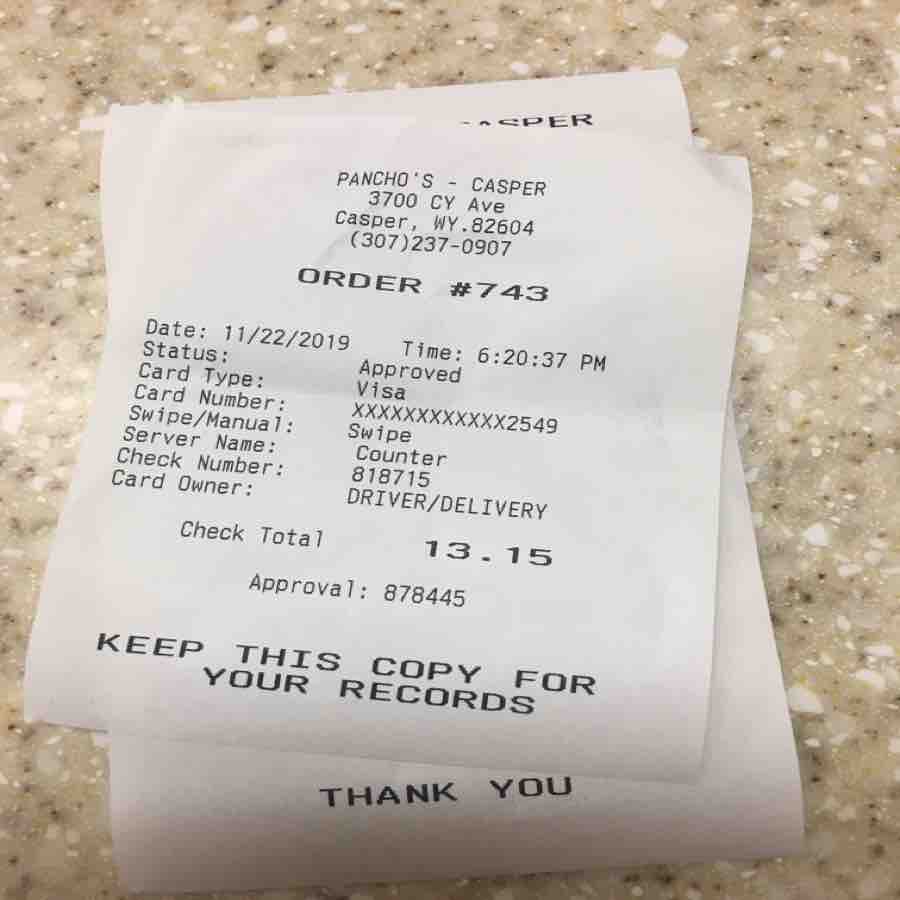 CASPER
PANCHO'S - CASPER
3700 CY Ave
Casper, WY.82604
(307)237-0907
ORDER #743
Date: 11/22/2019 Time: 6:20:37 PM
Status: Approved
Card Type: Visa
Card Number: XXXXXXXXXXXX2549
Swipe/Manual: Swipe
Server Name: Counter
Check Number: 818715
Card Owner: DRIVER/DELIVERY
Check Total 13.15
Approval: 878445
KEEP THIS COPY FOR
YOUR RECORDS
THANK YOU